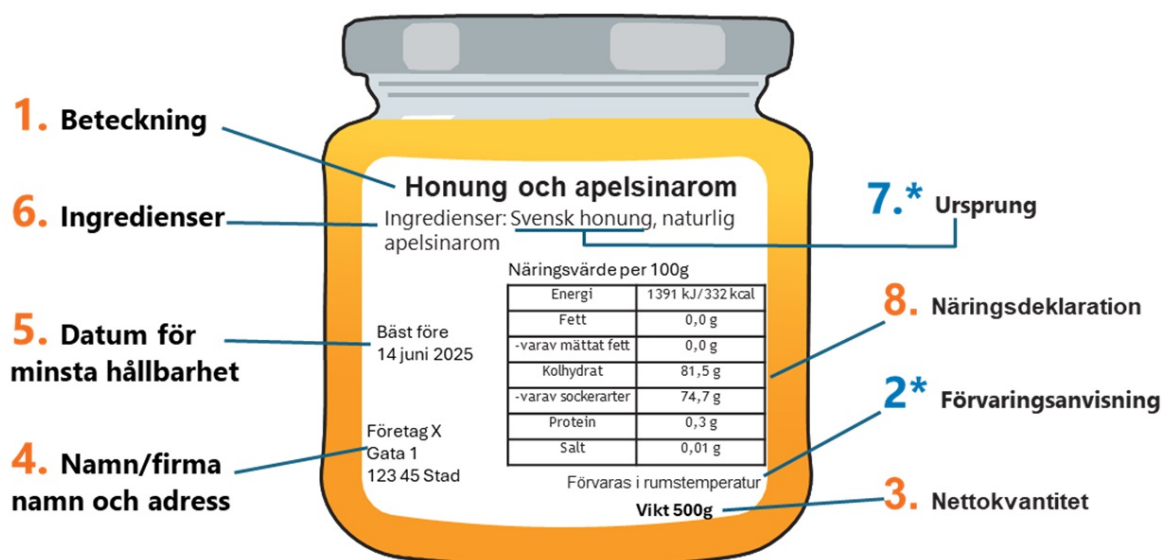 1. Beteckning
6. Ingredienser
5. Datum för
minsta hållbarhet
4. Namn/firma
namn och adress
Honung och apelsinarom
Ingredienser: Svensk honung, naturlig
apelsinarom
Näringsvärde per 100g
Energi 1391 kJ/332 kcal
Fett 0,0 g
-varav mättat fett 0,0 g
Kolhydrat 81,5 g
-varav sockerarter 74,7 g
Protein 0,3 g
Salt 0,01 g
Bäst före
14 juni 2025
Företag X
Gata 1
123 45 Stad
Förvaras i rumstemperatur
Vikt 500g
7.* Ursprung
8. Näringsdeklaration
2* Förvaringsanvisning
3. Nettokvantitet